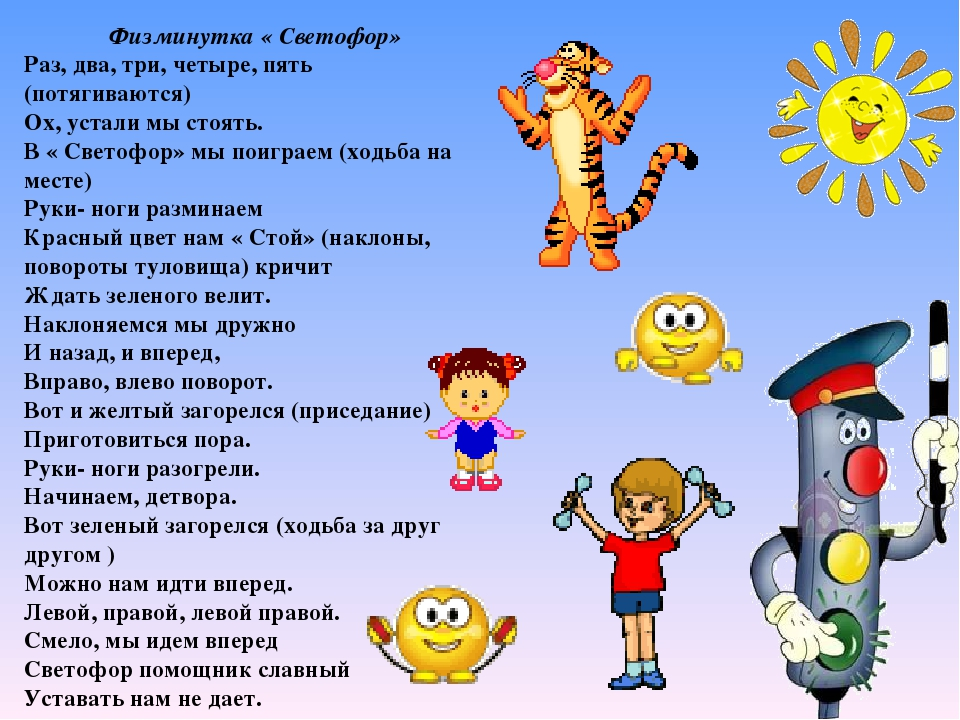 Физминутка « Светофор»
Раз, два, три, четыре, пять
(потягиваются)
Ох, устали мы стоять.
В « Светофор» мы поиграем (ходьба на
месте)
Руки- ноги разминаем
Красный цвет нам « Стой» (наклоны,
повороты туловища) кричит
Ждать зеленого велит.
Наклоняемся мы дружно
И назад, и вперед,
Вправо, влево поворот.
Вот и желтый загорелся (приседание)
Приготовиться пора.
Руки- ноги разогрели.
Начинаем, детвора.
Вот зеленый загорелся (ходьба за друг
другом )
Можно нам идти вперед.
Левой, правой, левой правой.
Смело, мы идем вперед
Светофор помощник славный
Уставать нам не дает.